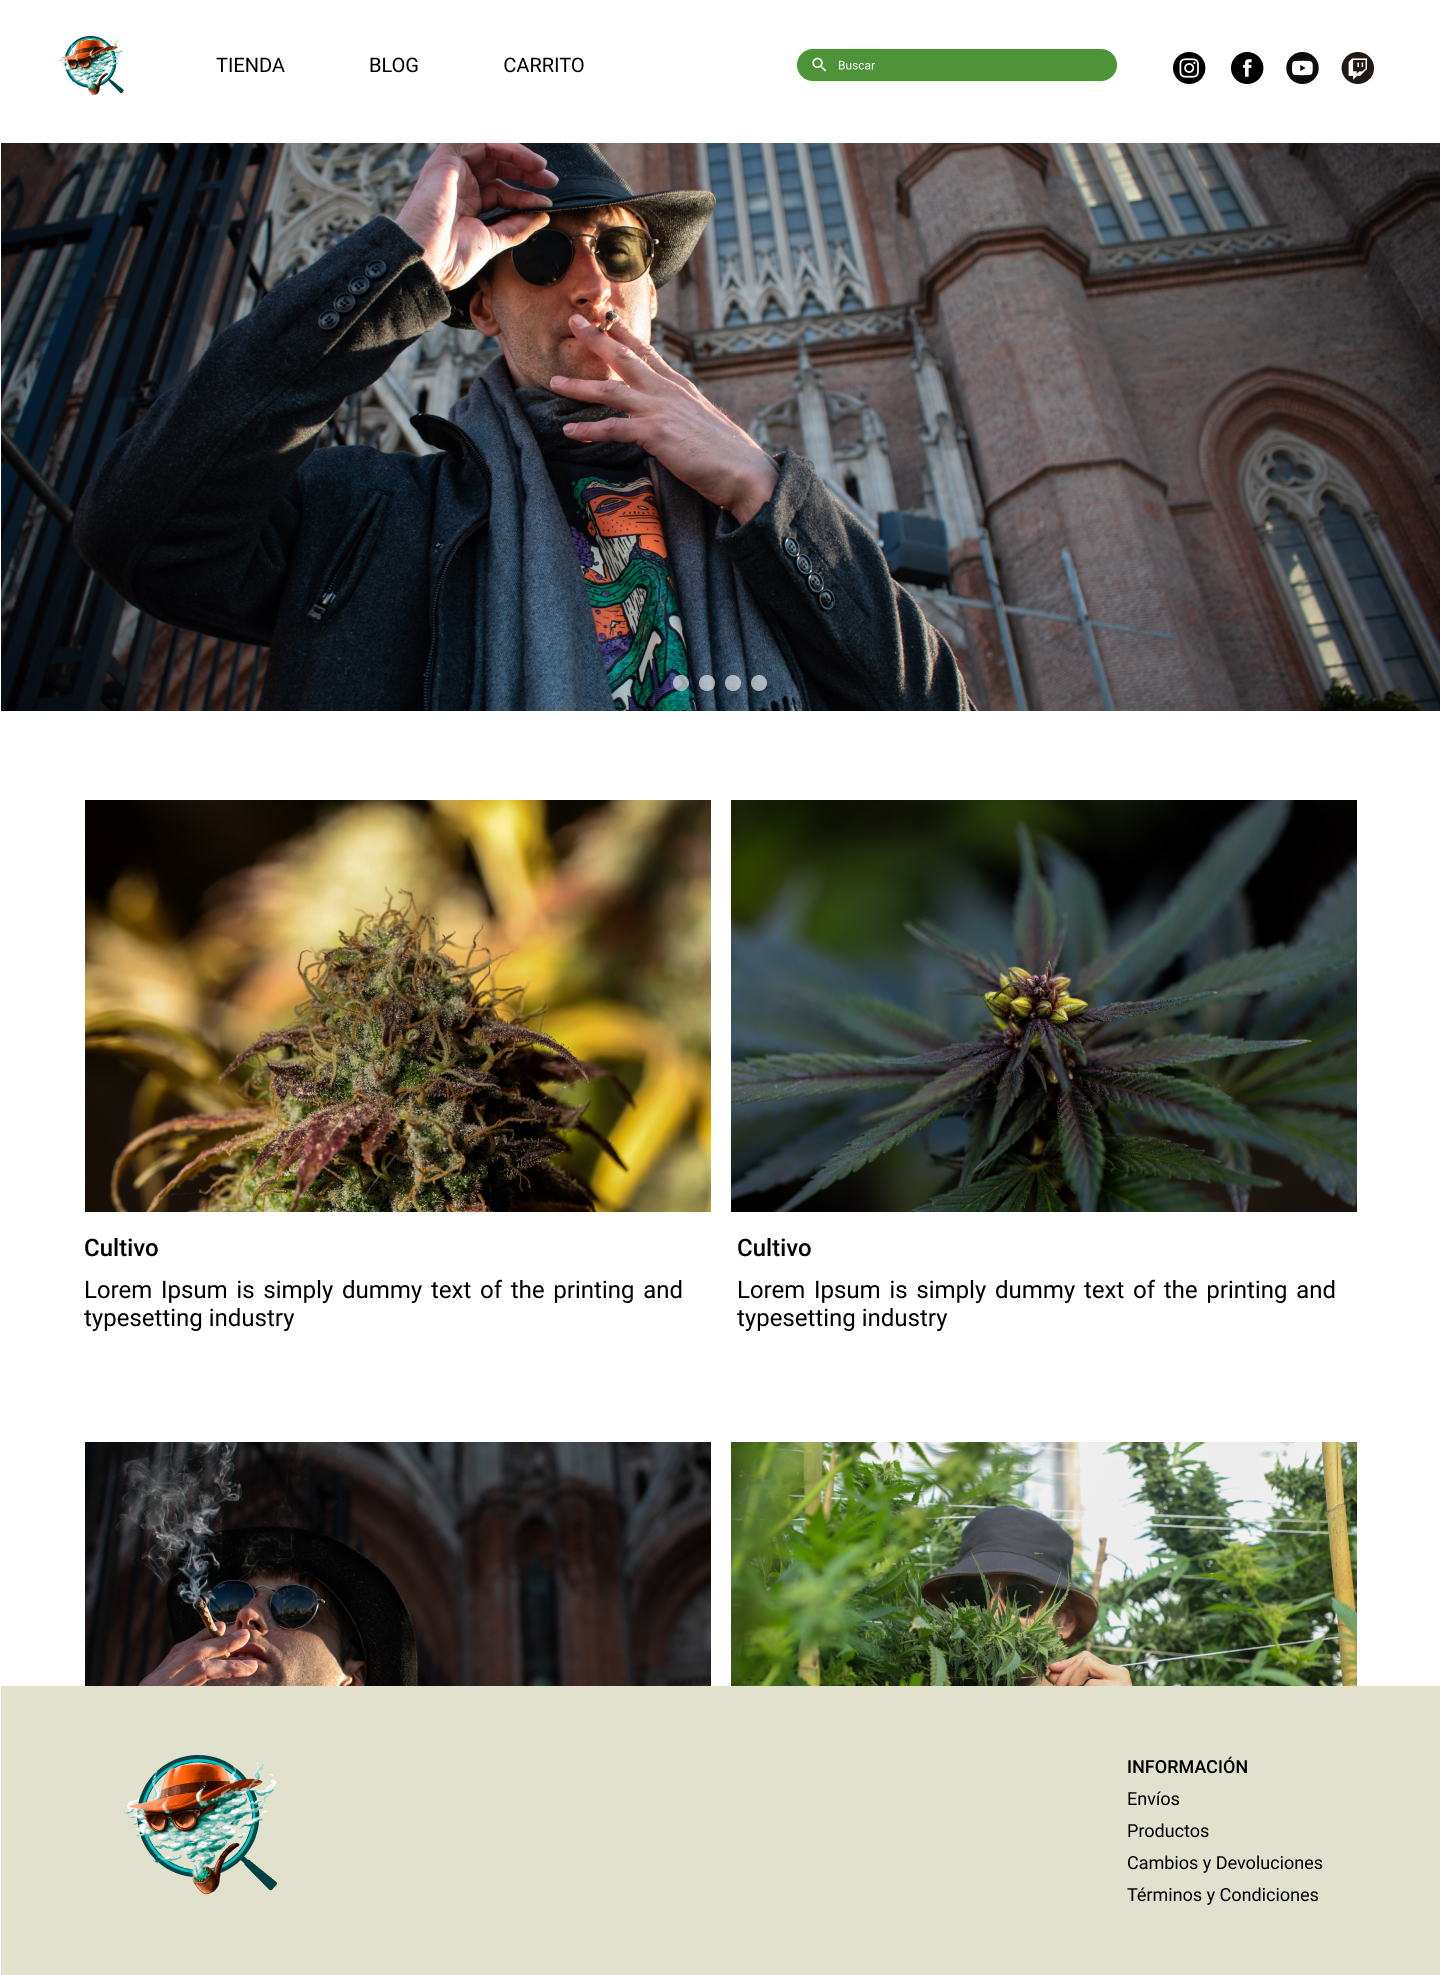 TIENDA BLOG CARRITO Buscar
Cultivo
Lorem Ipsum is simply dummy text of the printing and
typesetting industry
Cultivo
Lorem Ipsum is simply dummy text of the printing and
typesetting industry
INFORMACIÓN
Envíos
Productos
Cambios y Devoluciones
Términos y Condiciones